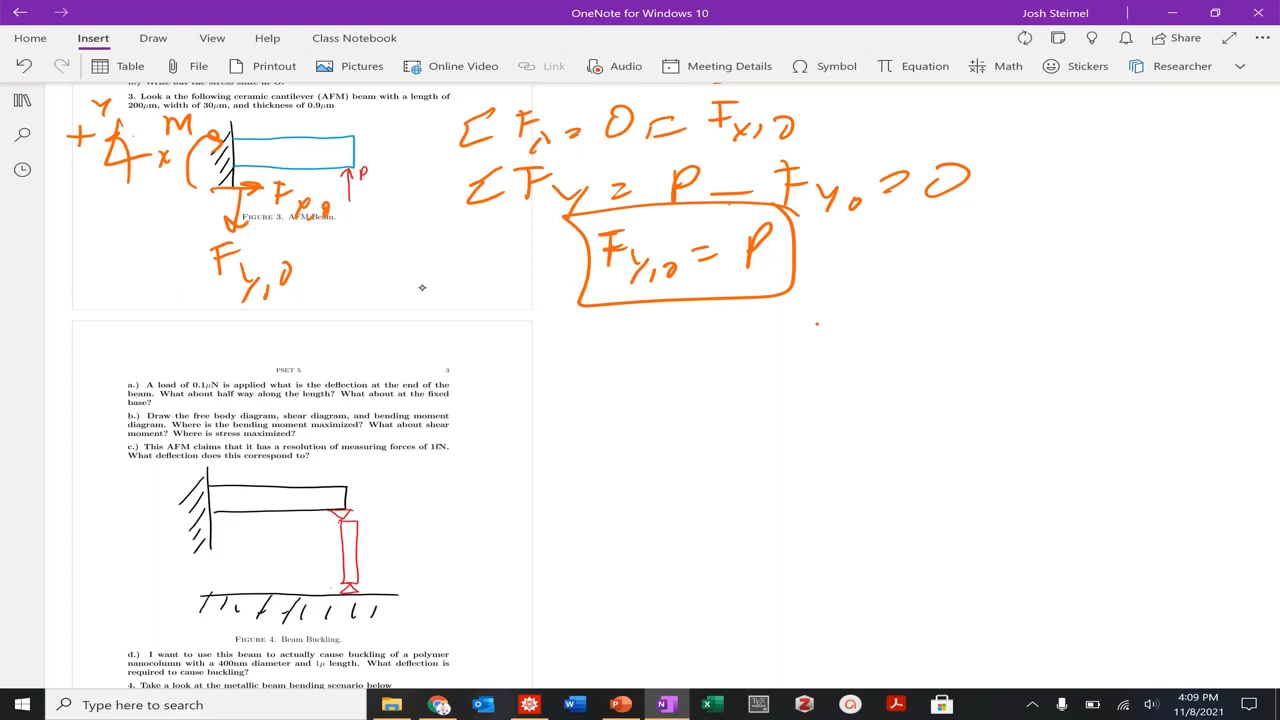 OneNote for Windows 10
Josh Steimel
Home Insert Draw View Help Class Notebook
Share
Table File Printout Pictures Online Video Link Audio Meeting Details Symbol Equation Math Stickers Researcher
3. Look a the following ceramic cantilever (AFM) beam with a length of
200μm, width of 30μm, and thickness of 0.9μm
Y
+
x
M
P
F x,0
FIGURE 3. AFM Beam.
F y,0
Σ F x = 0 = F x,0
Σ F y = P - F y0 = 0
F y,0 = P
PSET 5 3
a.) A load of 0.1μN is applied what is the deflection at the end of the
beam. What about half way along the length? What about at the fixed
base?
b.) Draw the free body diagram, shear diagram, and bending moment
diagram. Where is the bending moment maximized? What about shear
moment? Where is stress maximized?
c.) This AFM claims that it has a resolution of measuring forces of 1fN.
What deflection does this correspond to?
FIGURE 4. Beam Buckling.
d.) I want to use this beam to actually cause buckling of a polymer
nanocolumn with a 400nm diameter and 1μ length. What deflection is
required to cause buckling?
4. Take a look at the metallic beam bending scenario below
Type here to search
4:09 PM
11/8/2021